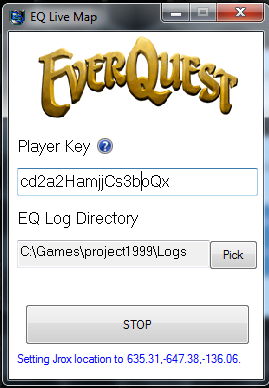 EQ Live Map
EVERQUEST
Player Key ?
cd2a2HamjjCs3boQx
EQ Log Directory
C:\Games\project1999\Logs Pick
STOP
Setting Jrox location to 635.31,-647.38,-136.06.